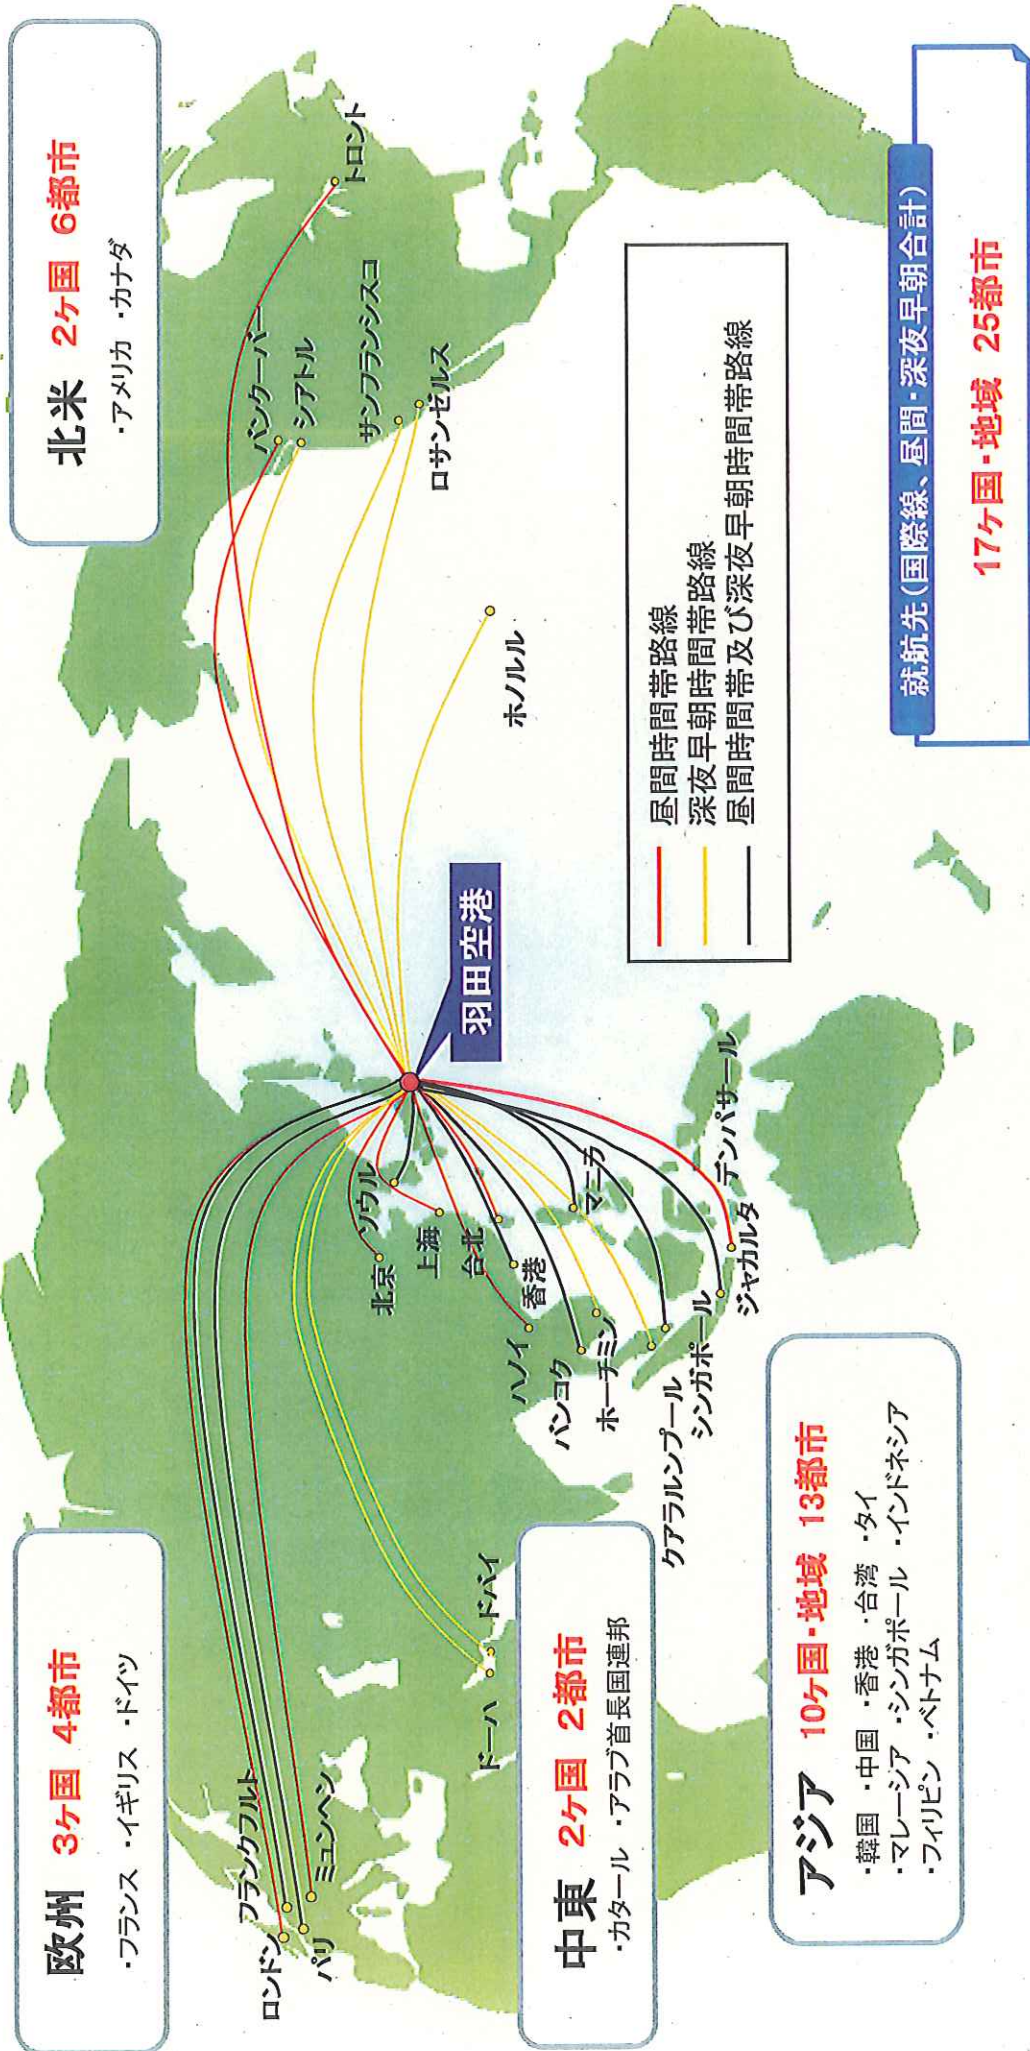 欧州 3ヶ国 4都市
・フランス ・イギリス ・ドイツ
北米 2ヶ国 6都市
・アメリカ ・カナダ
ロンドン
フランクフルト
パリ
ミュンヘン
ドーハ
ドバイ
北京
ソウル
上海
台北
香港
ハノイ
バンコク
ホーチミン
マニラ
クアラルンプール
シンガポール
ジャカルタ
デンパサール
羽田空港
バンクーバー
シアトル
サンフランシスコ
ロサンゼルス
トロント
ホノルル
中東 2ヶ国 2都市
・カタール ・アラブ首長国連邦
アジア 10ヶ国・地域 13都市
・韓国 ・中国 ・香港 ・台湾 ・タイ
・マレーシア ・シンガポール ・インドネシア
・フィリピン ・ベトナム
昼間時間帯路線
深夜早朝時間帯路線
昼間時間帯及び深夜早朝時間帯路線
就航先(国際線、昼間・深夜早朝合計)
17ヶ国・地域 25都市